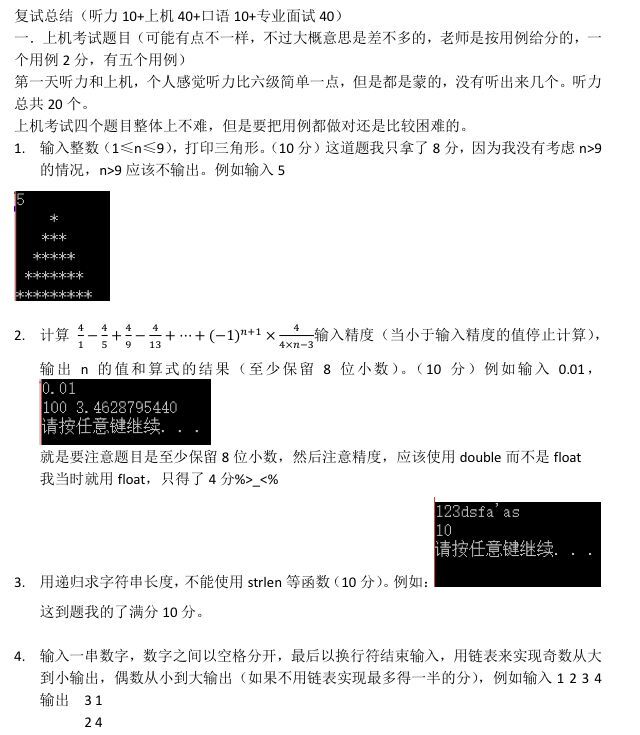 复试总结（听力 10+上机 40+口语 10+专业面试 40）
一．上机考试题目（可能有点不一样，不过大概意思是差不多的，老师是按用例给分的，一
个用例 2 分，有五个用例）
第一天听力和上机，个人感觉听力比六级简单一点，但是都是蒙的，没有听出来几个。听力
总共 20 个。
上机考试四个题目整体上不难，但是要把用例都做对还是比较困难的。
1. 输入整数（1≤n≤9），打印三角形。（10 分）这道题我只拿了 8 分，因为我没有考虑 n>9
的情况，n>9 应该不输出。例如输入 5
5
*
***
*****
*******
*********
2. 计算 4/1−4/5+4/9−4/13+⋯+(−1)^{n+1}×4/(4×n−3)输入精度（当小于输入精度的值停止计算），
输出 n 的值和算式的结果（至少保留 8 位小数）。（10 分）例如输入 0.01，
0.01
100 3.4628795440
请按任意键继续. . .
就是要注意题目是至少保留 8 位小数，然后注意精度，应该使用 double 而不是 float
我当时就用 float，只得了 4 分%>_<%
123dsfa'as
10
请按任意键继续. . .
3. 用递归求字符串长度，不能使用 strlen 等函数（10 分）。例如：
这到题我的了满分 10 分。
4. 输入一串数字，数字之间以空格分开，最后以换行符结束输入，用链表来实现奇数从大
到小输出，偶数从小到大输出（如果不用链表实现最多得一半的分），例如输入 1 2 3 4
输出 3 1
2 4